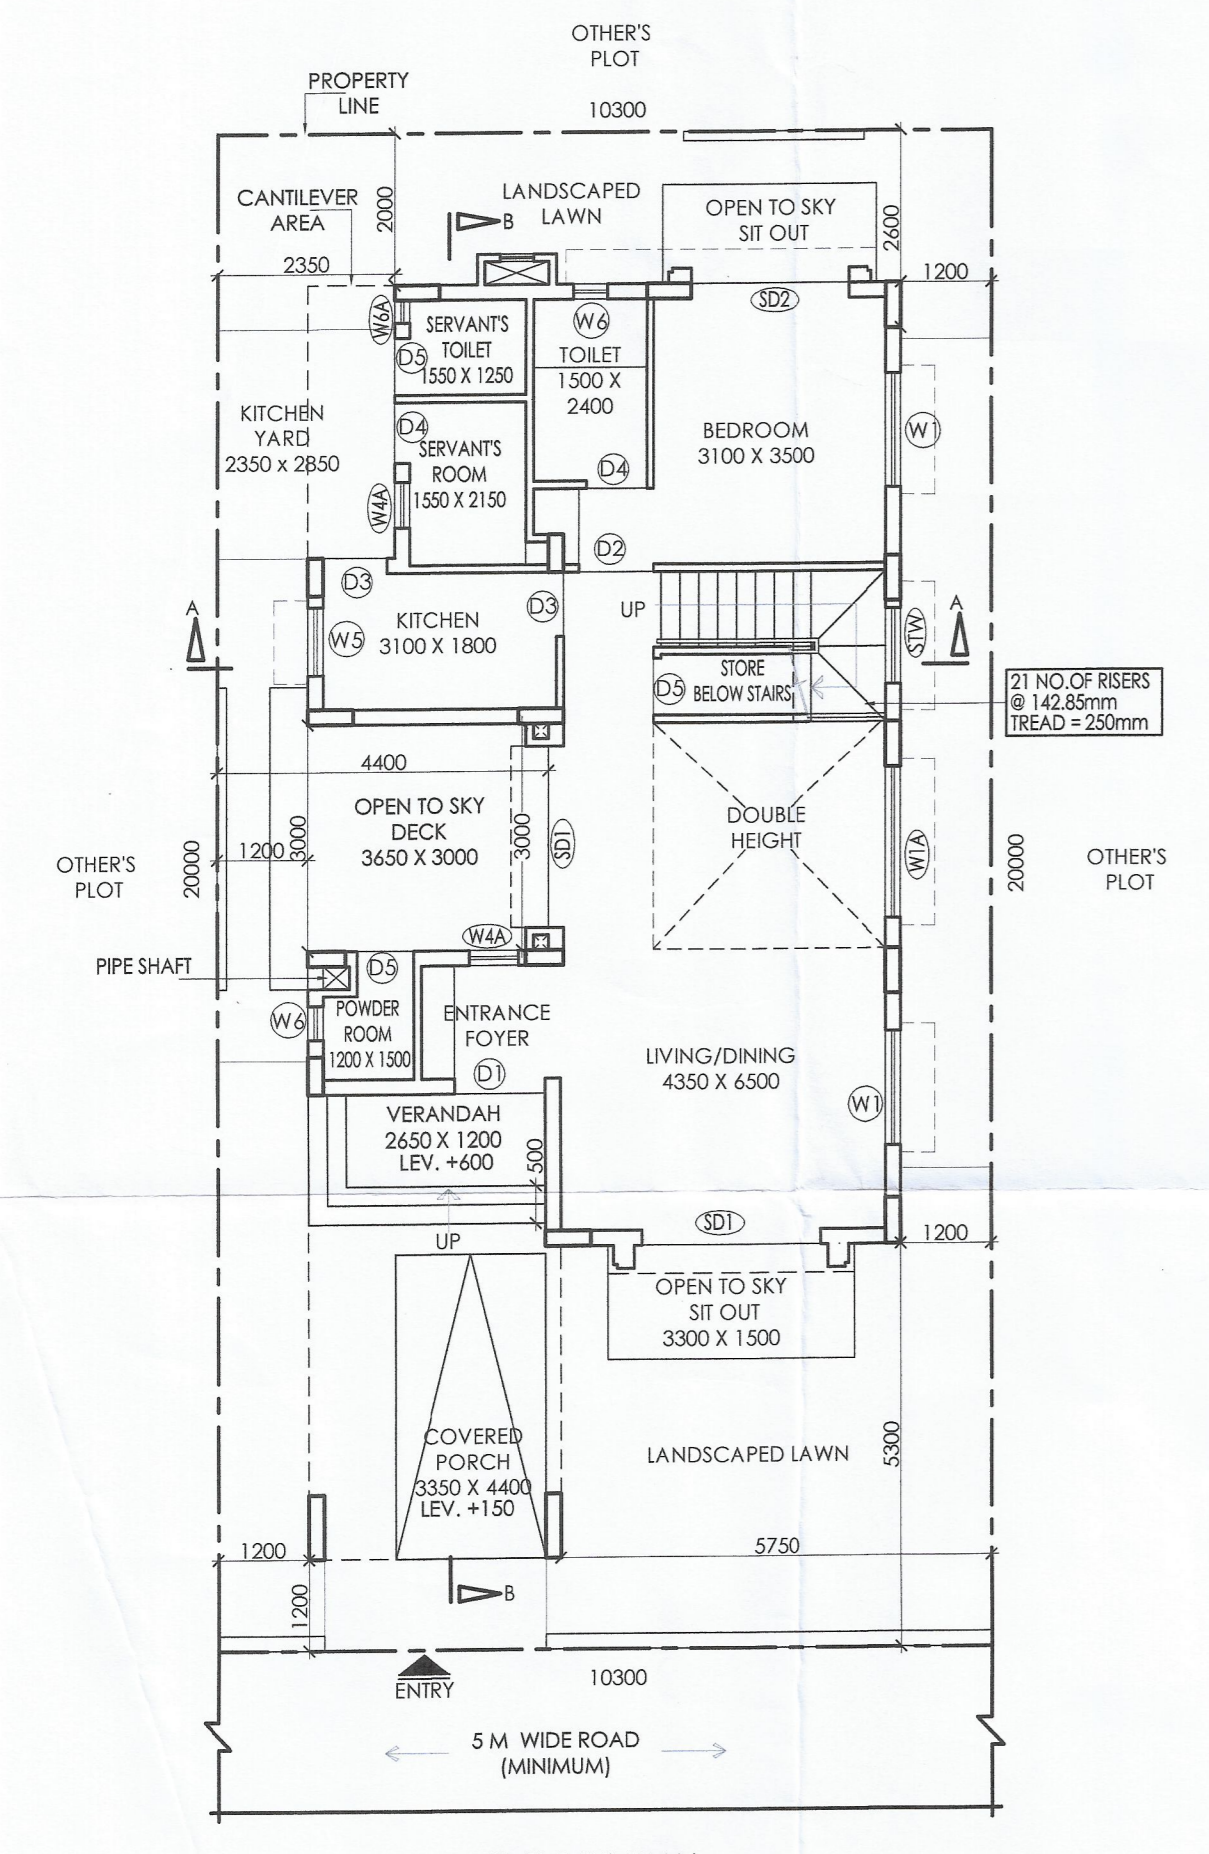 OTHER'S
PLOT
PROPERTY
LINE
10300
CANTILEVER
AREA
2000
LANDSCAPED
LAWN
B
OPEN TO SKY
SIT OUT
2600
2350
1200
SD2
W6A
SERVANT'S
TOILET
1550 X 1250
D5
W6
TOILET
1500 X
2400
KITCHEN
YARD
2350 x 2850
D4
SERVANT'S
ROOM
1550 X 2150
W4A
D4
BEDROOM
3100 X 3500
W1
D2
D3
D3
A
KITCHEN
3100 X 1800
W5
UP
STW
A
STORE
BELOW STAIRS
D5
21 NO.OF RISERS
@ 142.85mm
TREAD = 250mm
4400
OPEN TO SKY
DECK
3650 X 3000
3000
3000
SD1
DOUBLE
HEIGHT
W1A
1200
20000
20000
OTHER'S
PLOT
OTHER'S
PLOT
W4A
PIPE SHAFT
D5
POWDER
ROOM
1200 X 1500
W6
ENTRANCE
FOYER
D1
LIVING/DINING
4350 X 6500
W1
VERANDAH
2650 X 1200
LEV. +600
500
SD1
1200
UP
OPEN TO SKY
SIT OUT
3300 X 1500
COVERED
PORCH
3350 X 4400
LEV. +150
LANDSCAPED LAWN
5300
1200
5750
1200
B
ENTRY
10300
5 M WIDE ROAD
(MINIMUM)